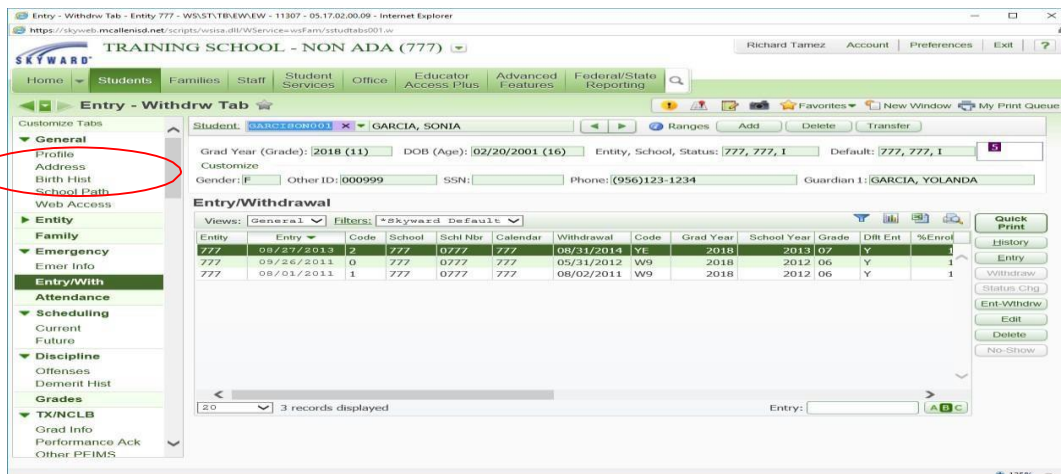 Entry - Withdrw Tab - Entity 777 - WS\ST\TB\EW\EW - 11307 - 05.17.02.00.09 - Internet Explorer
https://skyweb.mcallenisd.net/scripts/wsisa.dll/WService=wsFam/sstudtabs001.w
SKYWARD
TRAINING SCHOOL - NON ADA (777)
Richard Tamez Account Preferences Exit ?
Home Students Families Staff Student Services Office Educator Access Plus Advanced Features Federal/State Reporting
Entry - Withdrw Tab
Favorites New Window My Print Queue
Customize Tabs
General
Profile
Address
Birth Hist
School Path
Web Access
Entity
Family
Emergency
Emer Info
Entry/With
Attendance
Scheduling
Current
Future
Discipline
Offenses
Demerit Hist
Grades
TX/NCLB
Grad Info
Performance Ack
Other PEIMS
Student: GARCISON001 X GARCIA, SONIA Ranges Add Delete Transfer
Grad Year (Grade): 2018 (11) DOB (Age): 02/20/2001 (16) Entity, School, Status: 777, 777, I Default: 777, 777, I
S
Customize
Gender: F Other ID: 000999 SSN: Phone: (956)123-1234 Guardian 1: GARCIA, YOLANDA
Entry/Withdrawal
Views: General Filters: *Skyward Default
Entity Entry Code School Schl Nbr Calendar Withdrawal Code Grad Year School Year Grade Dflt Ent %Enrol
777 08/27/2013 2 777 0777 777 08/31/2014 YE 2018 2013 07 Y 1
777 09/26/2011 0 777 0777 777 05/31/2012 W9 2018 2012 06 Y 1
777 08/01/2011 1 777 0777 777 08/02/2011 W9 2018 2012 06 Y 1
20 3 records displayed Entry: A B C
Quick Print
History
Entry
Withdraw
Status Chg
Ent-Wthdrw
Edit
Delete
No-Show
125%